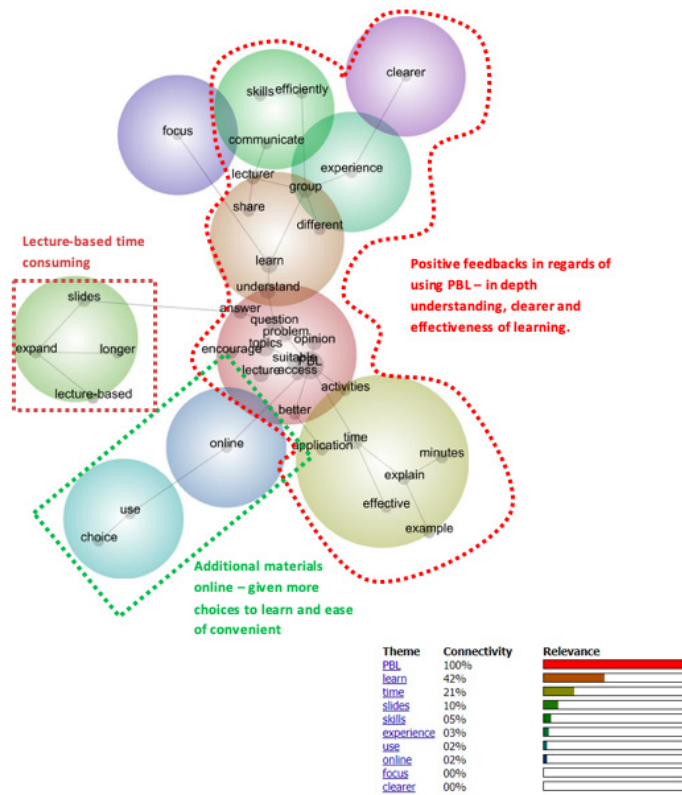 clearer
skills
efficiently
focus
communicate
experience
lecturer
group
share
different
learn
understand
Lecture-based time
consuming
slides
expand
longer
lecture-based
Positive feedbacks in regards of
using PBL – in depth
understanding, clearer and
effectiveness of learning.
answer
question
problem
opinion
encourage
topics
suitable
PBL
lecture
access
activities
better
online
application
time
minutes
explain
effective
example
use
choice
Additional materials
online – given more
choices to learn and ease
of convenient
Theme Connectivity Relevance
PBL 100%
learn 42%
time 21%
slides 10%
skills 05%
experience 03%
use 02%
online 02%
focus 00%
clearer 00%